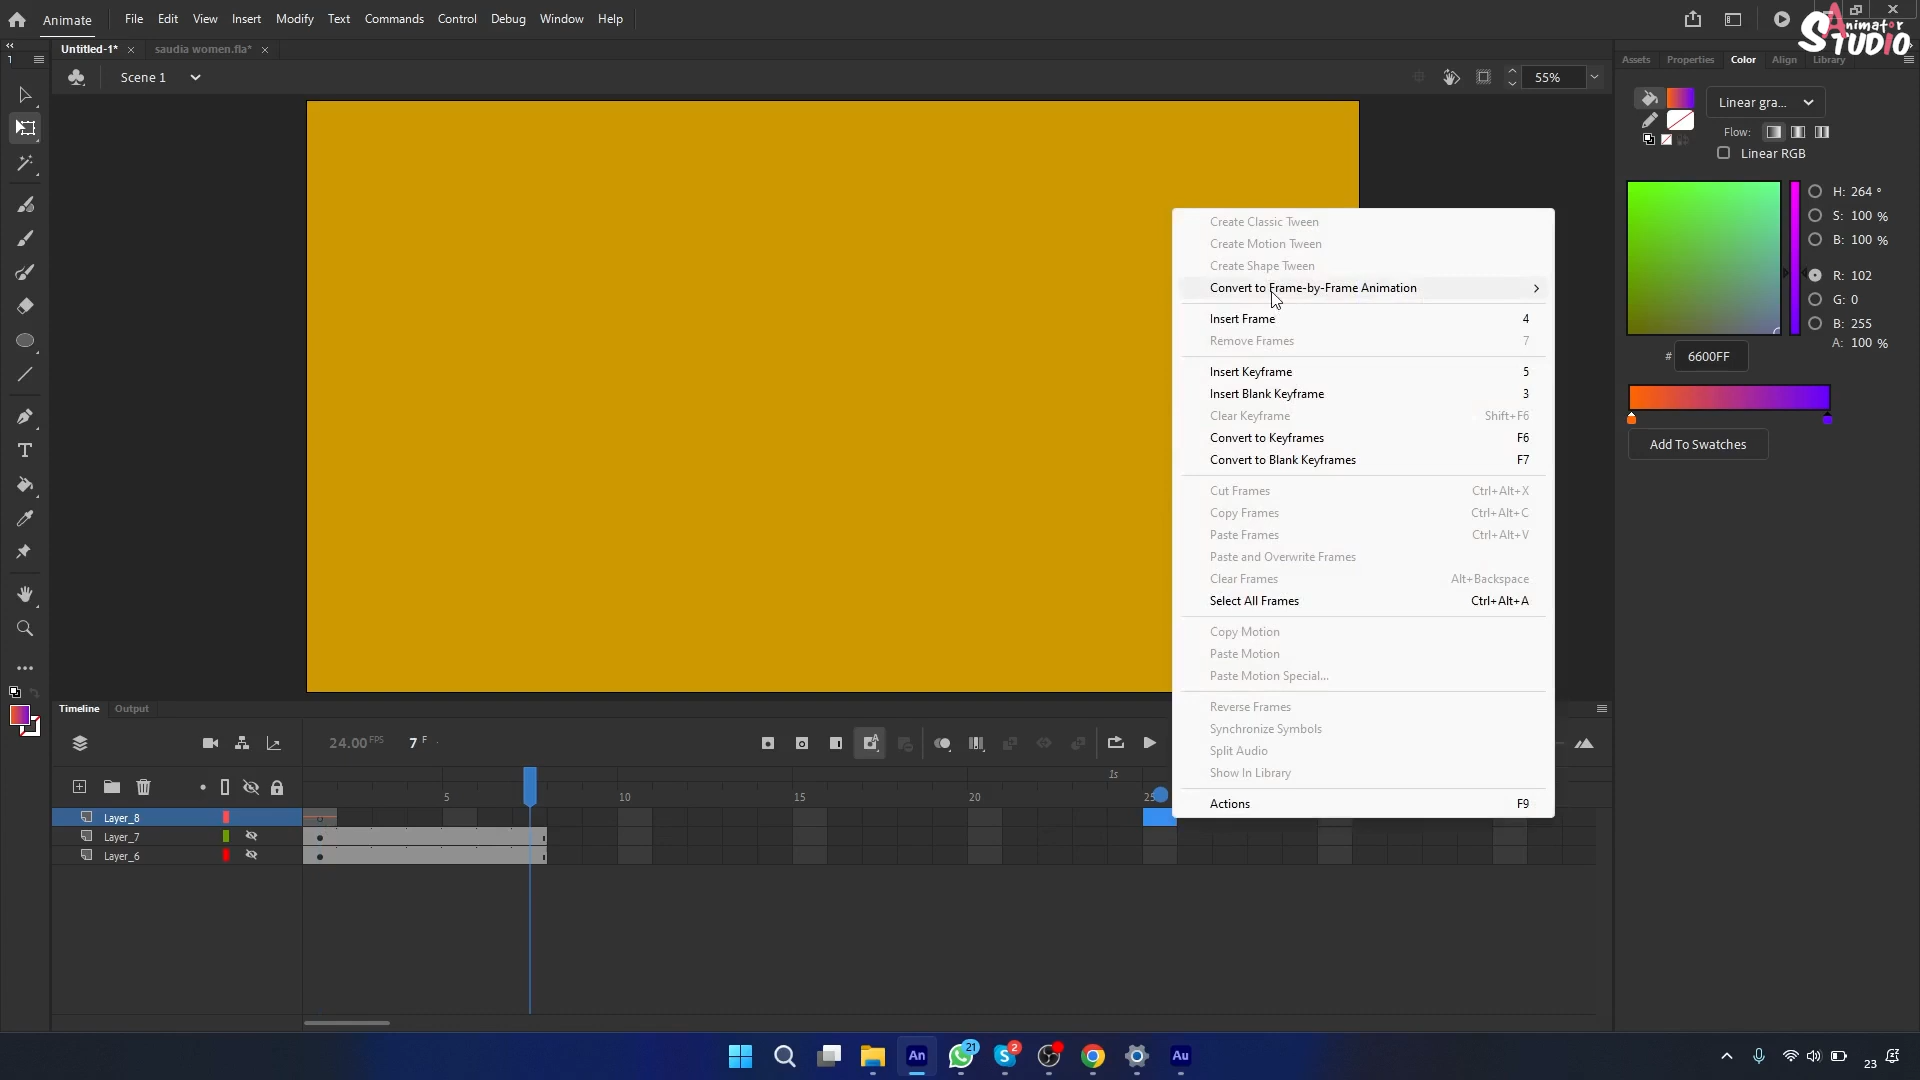 Animate
File Edit View Insert Modify Text Commands Control Debug Window Help
Animator
STUDIO
Untitled-1* × saudia women.fla* ×
1
Scene 1
55%
Assets Properties Color Align Library
Linear gra...
Flow:
Linear RGB
H: 264 °
S: 100 %
B: 100 %
R: 102
G: 0
B: 255
A: 100 %
# 6600FF
Add To Swatches
Create Classic Tween
Create Motion Tween
Create Shape Tween
Convert to Frame-by-Frame Animation
Insert Frame 4
Remove Frames 7
Insert Keyframe 5
Insert Blank Keyframe 3
Clear Keyframe Shift+F6
Convert to Keyframes F6
Convert to Blank Keyframes F7
Cut Frames Ctrl+Alt+X
Copy Frames Ctrl+Alt+C
Paste Frames Ctrl+Alt+V
Paste and Overwrite Frames
Clear Frames Alt+Backspace
Select All Frames Ctrl+Alt+A
Copy Motion
Paste Motion
Paste Motion Special...
Reverse Frames
Synchronize Symbols
Split Audio
Show In Library
Actions F9
Timeline Output
24.00 FPS 7 F
1s
5 10 15 20 25
Layer_8
Layer_7
Layer_6
An 21 2 Au
23